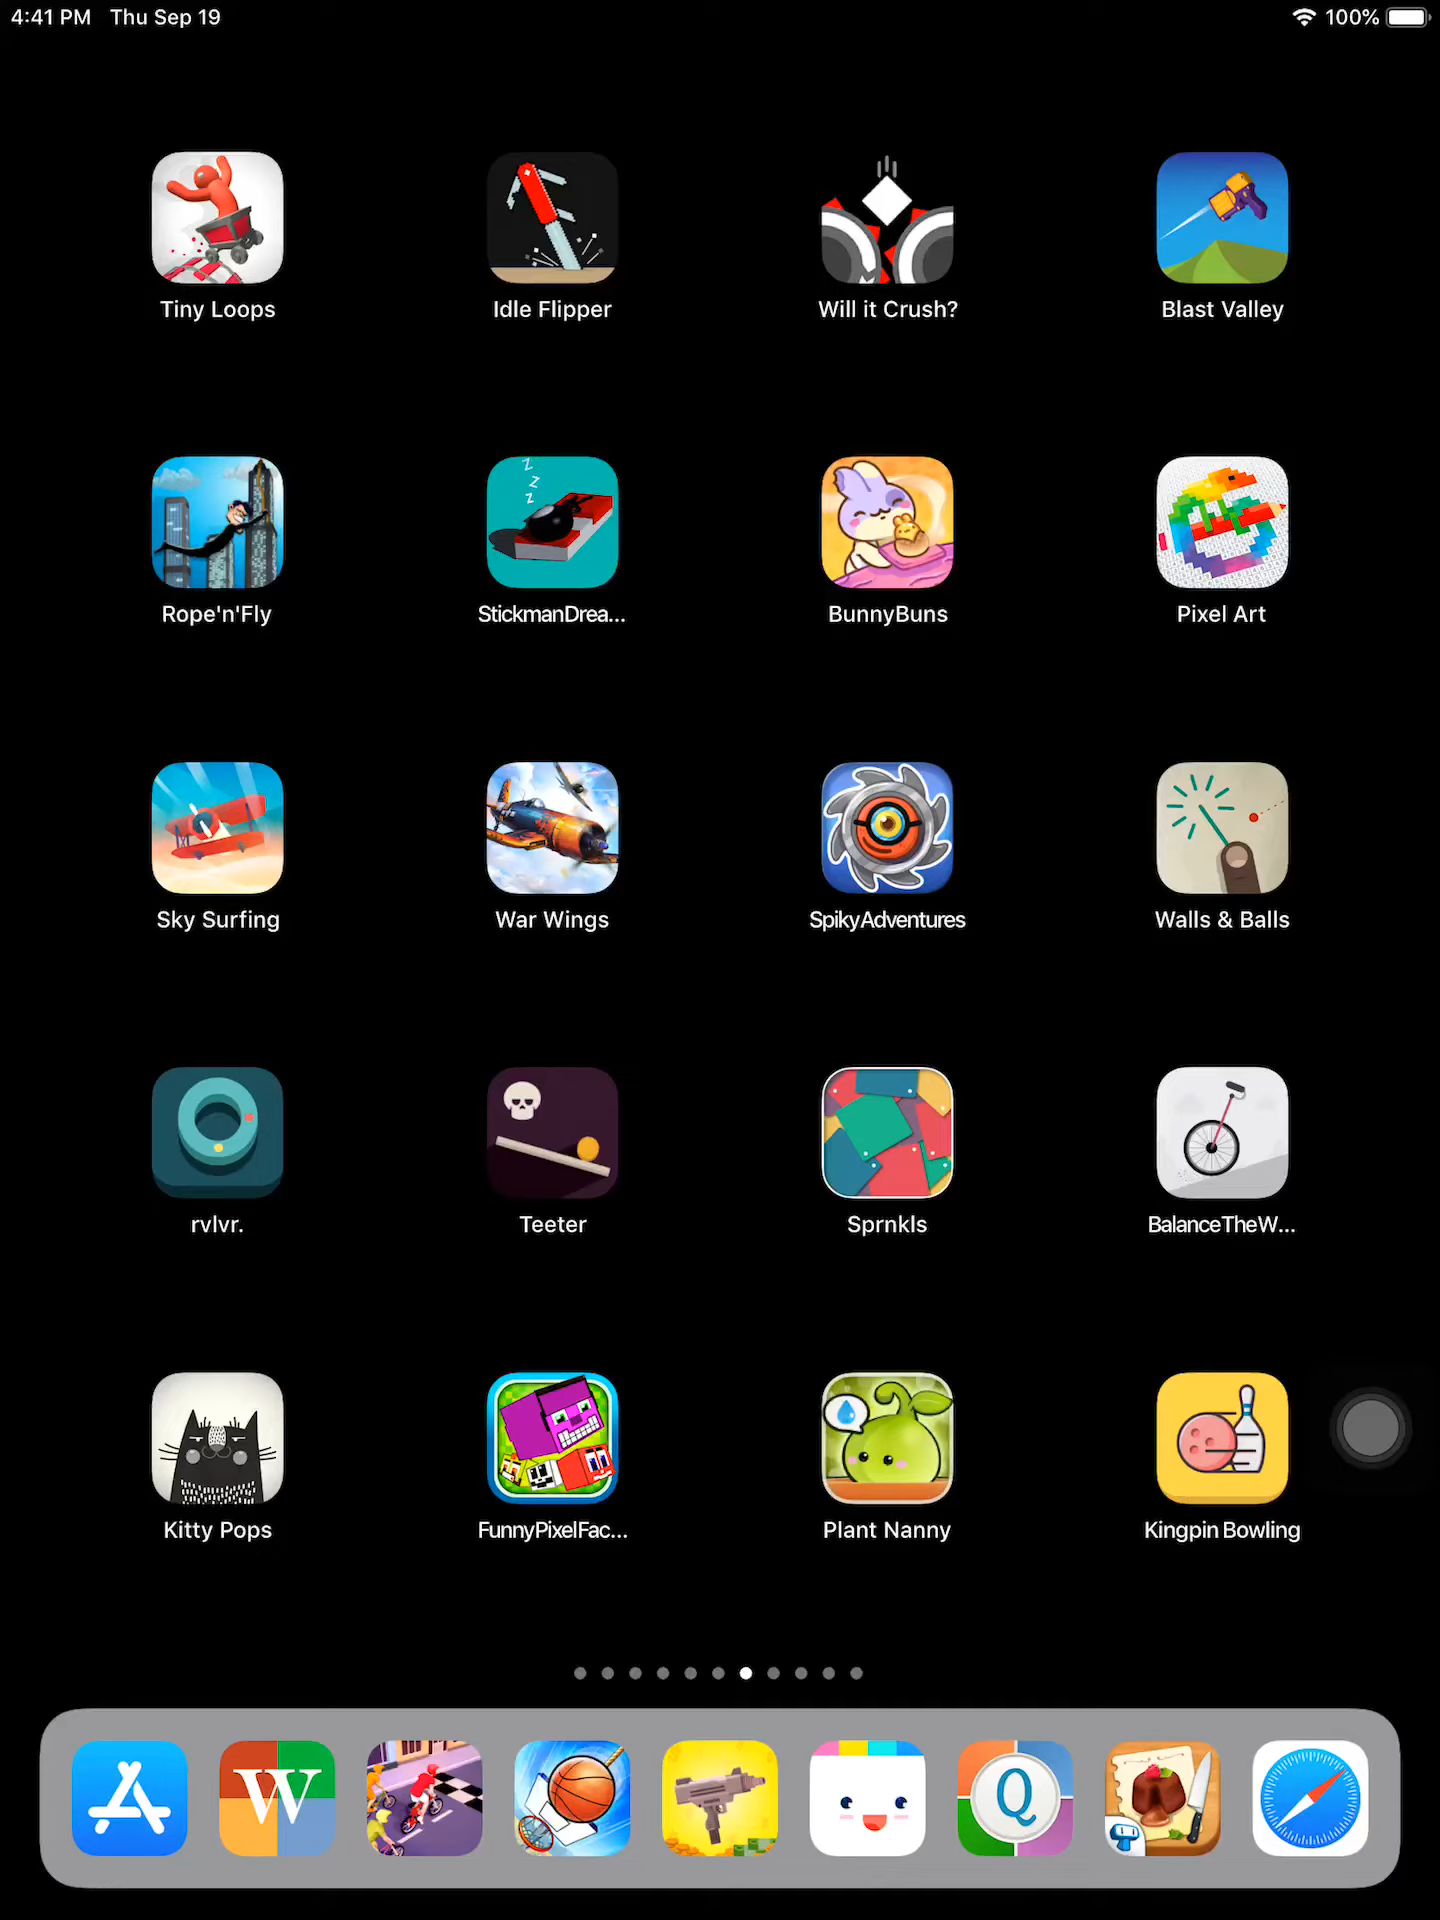 4:41 PM Thu Sep 19 100%
Tiny Loops Idle Flipper Will it Crush? Blast Valley
Z
Z
Z
Rope'n'Fly StickmanDrea... BunnyBuns Pixel Art
Sky Surfing War Wings SpikyAdventures Walls & Balls
rvlvr. Teeter Sprnkls BalanceTheW...
Kitty Pops FunnyPixelFac... Plant Nanny Kingpin Bowling
W Q